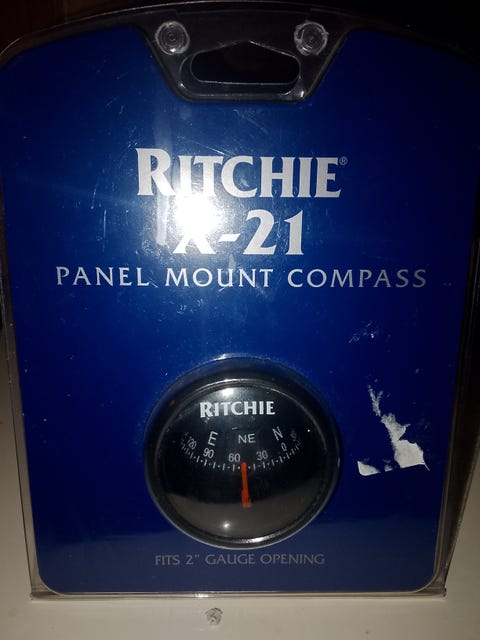 RITCHIE®
X-21
PANEL MOUNT COMPASS
RITCHIE
E NE N
120 90 60 30 0
FITS 2" GAUGE OPENING